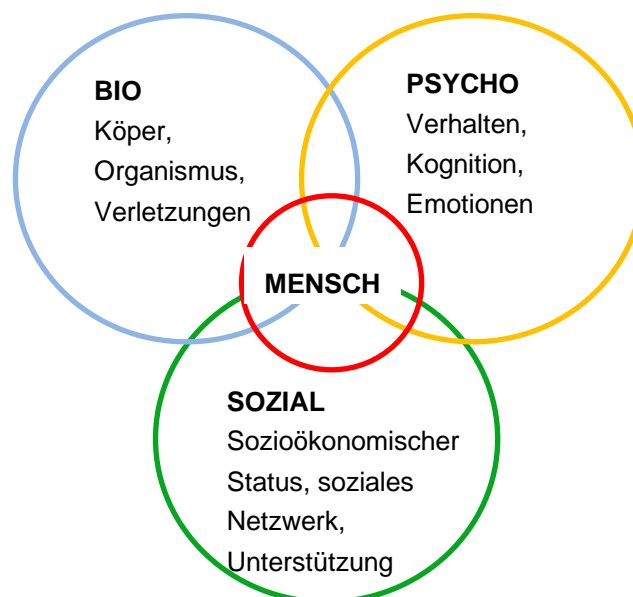 BIO
Köper,
Organismus,
Verletzungen
PSYCHO
Verhalten,
Kognition,
Emotionen
MENSCH
SOZIAL
Sozioökonomischer
Status, soziales
Netzwerk,
Unterstützung